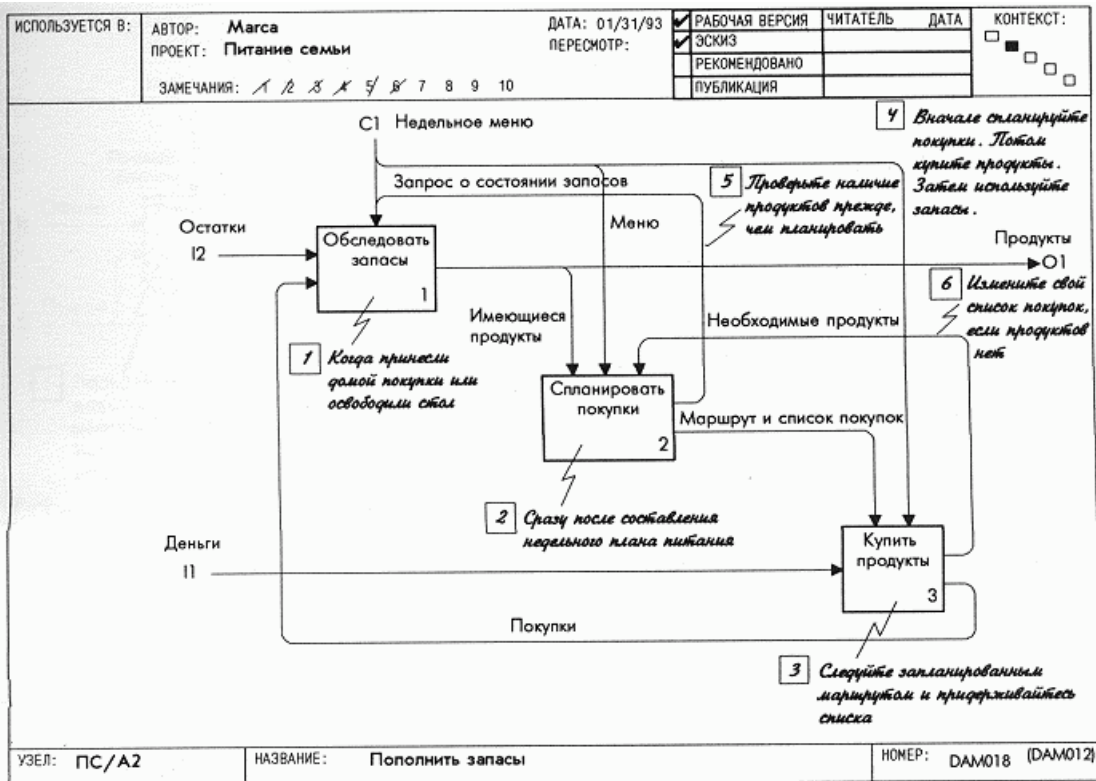 ИСПОЛЬЗУЕТСЯ В:
АВТОР: Marca
ДАТА: 01/31/93
ПРОЕКТ: Питание семьи
ПЕРЕСМОТР:
ЗАМЕЧАНИЯ: 1 2 3 4 5 6 7 8 9 10
РАБОЧАЯ ВЕРСИЯ
ЭСКИЗ
РЕКОМЕНДОВАНО
ПУБЛИКАЦИЯ
ЧИТАТЕЛЬ ДАТА
КОНТЕКСТ:
C1 Недельное меню
4 Вначале спланируйте
покупки. Потом
купите продукты.
Затем используйте
запасы.
Запрос о состоянии запасов
5 Проверьте наличие
продуктов прежде,
чем планировать
Меню
Остатки
I2
Обследовать
запасы
1
Продукты
O1
6 Измените свой
список покупок,
если продуктов
нет
Имеющиеся
продукты
Необходимые продукты
1 Когда принесли
домой покупки или
освободили стол
Спланировать
покупки
2
Маршрут и список покупок
2 Сразу после составления
недельного плана питания
Деньги
I1
Купить
продукты
3
Покупки
3 Следуйте запланированным
маршрутом и придерживайтесь
списка
УЗЕЛ: ПС/А2
НАЗВАНИЕ: Пополнить запасы
НОМЕР: DAM018 (DAM012)